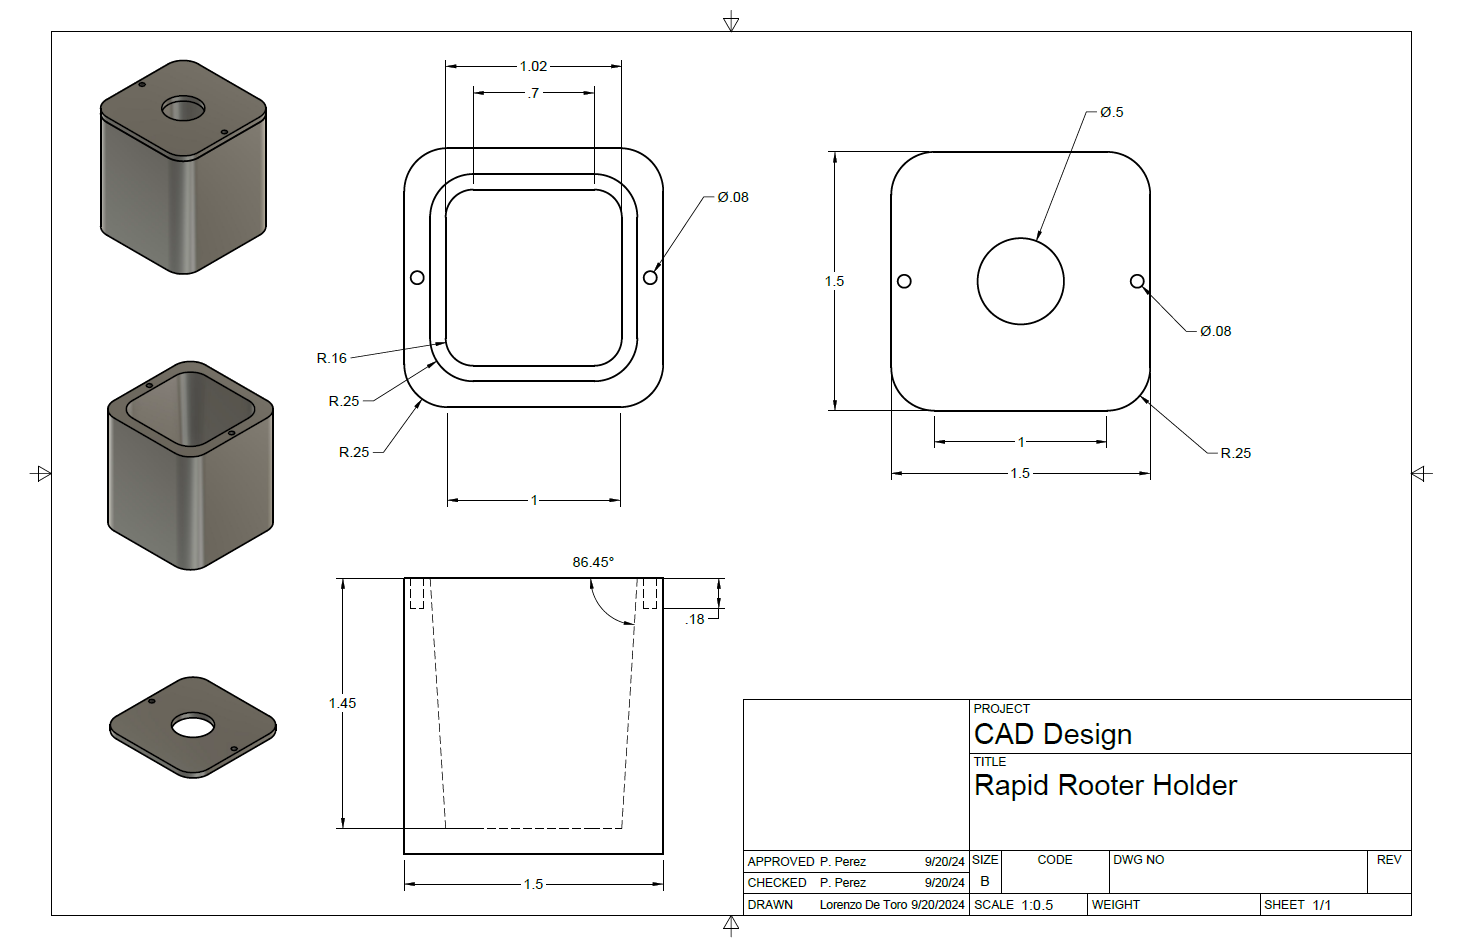 1.02
.7
Ø.08
R.16
R.25
R.25
1
Ø.5
1.5
Ø.08
1
R.25
1.5
86.45°
.18
1.45
1.5
PROJECT
CAD Design
TITLE
Rapid Rooter Holder
APPROVED P. Perez 9/20/24
CHECKED P. Perez 9/20/24
DRAWN Lorenzo De Toro 9/20/2024
SIZE
B
CODE
DWG NO
REV
SCALE 1:0.5
WEIGHT
SHEET 1/1